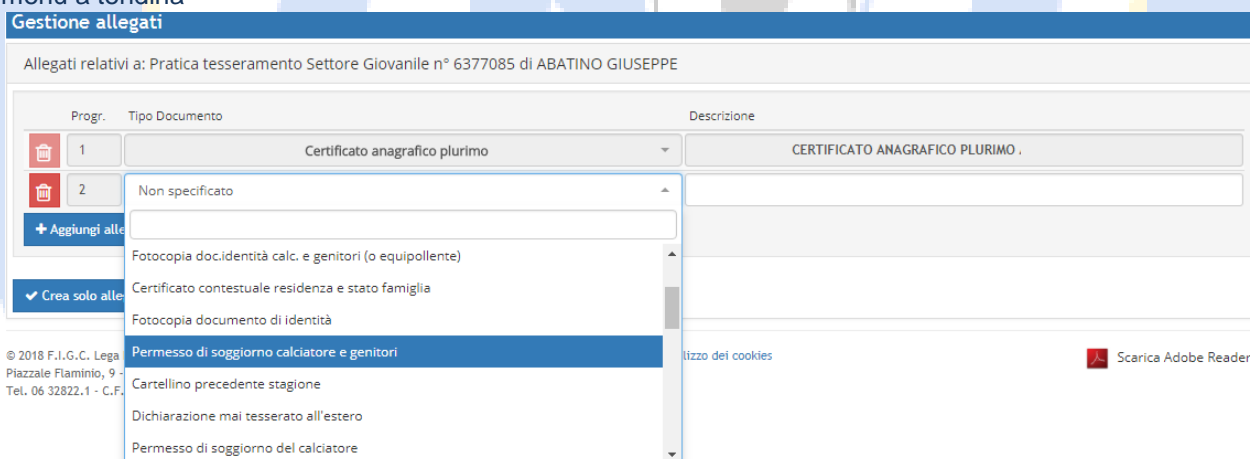 menù a tendina
Gestione allegati
Allegati relativi a: Pratica tesseramento Settore Giovanile n° 6377085 di ABATINO GIUSEPPE
Progr. Tipo Documento Descrizione
1 Certificato anagrafico plurimo CERTIFICATO ANAGRAFICO PLURIMO
2 Non specificato
Aggiungi alle
Fotocopia doc.identità calc. e genitori (o equipollente)
Certificato contestuale residenza e stato famiglia
Crea solo alle
Fotocopia documento di identità
Permesso di soggiorno calciatore e genitori
Cartellino precedente stagione
Dichiarazione mai tesserato all'estero
Permesso di soggiorno del calciatore
© 2018 F.I.G.C. Lega lizzo dei cookies Scarica Adobe Reader
Piazzale Flaminio, 9 -
Tel. 06 32822.1 - C.F.